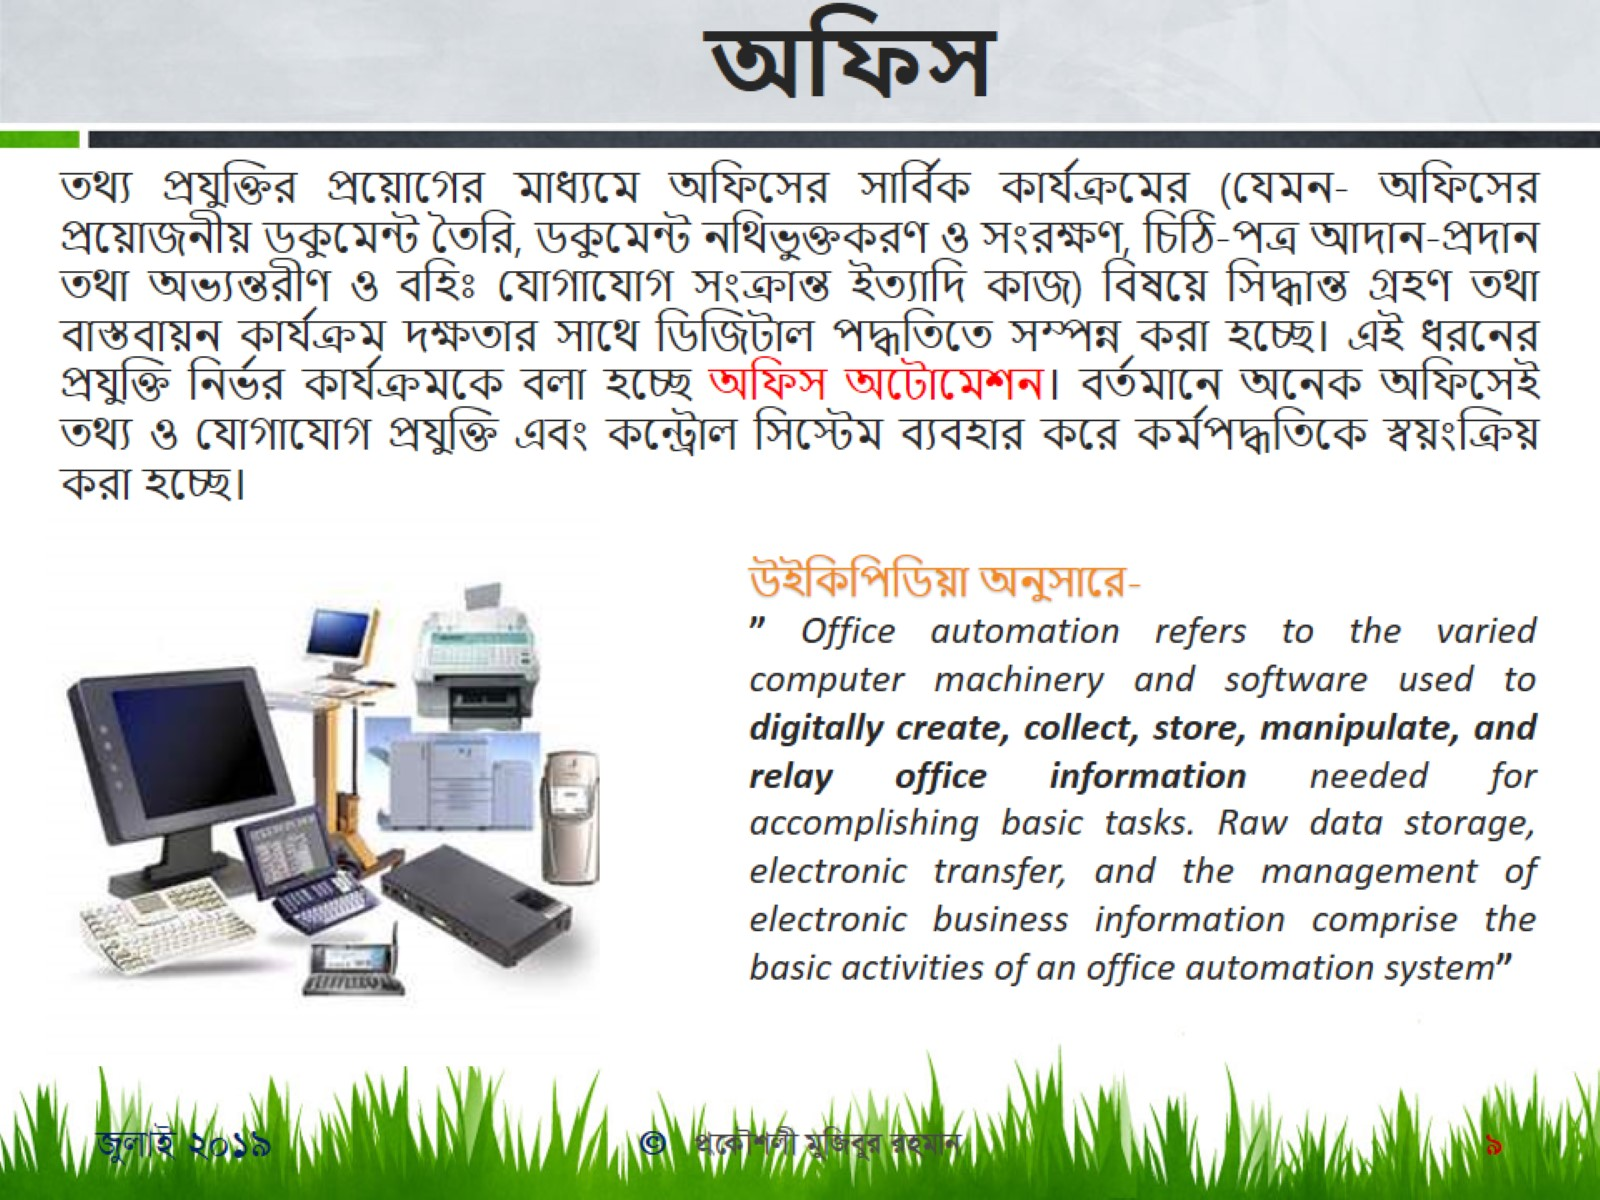 অফিস
তথ্য প্রযুক্তির প্রয়োগের মাধ্যমে অফিসের সার্বিক কার্যক্রমের (যেমন- অফিসের
প্রয়োজনীয় ডকুমেন্ট তৈরি, ডকুমেন্ট নথিভুক্তকরণ ও সংরক্ষণ, চিঠি-পত্র আদান-প্রদান
তথা অভ্যন্তরীণ ও বহিঃ যোগাযোগ সংক্রান্ত ইত্যাদি কাজ) বিষয়ে সিদ্ধান্ত গ্রহণ তথা
বাস্তবায়ন কার্যক্রম দক্ষতার সাথে ডিজিটাল পদ্ধতিতে সম্পন্ন করা হচ্ছে। এই ধরনের
প্রযুক্তি নির্ভর কার্যক্রমকে বলা হচ্ছে অফিস অটোমেশন। বর্তমানে অনেক অফিসেই
তথ্য ও যোগাযোগ প্রযুক্তি এবং কন্ট্রোল সিস্টেম ব্যবহার করে কর্মপদ্ধতিকে স্বয়ংক্রিয়
করা হচ্ছে।
উইকিপিডিয়া অনুসারে-
” Office automation refers to the varied
computer machinery and software used to
digitally create, collect, store, manipulate, and
relay office information needed for
accomplishing basic tasks. Raw data storage,
electronic transfer, and the management of
electronic business information comprise the
basic activities of an office automation system”
জুলাই ২০১৯ © প্রকৌশলী মুজিবুর রহমান ৯